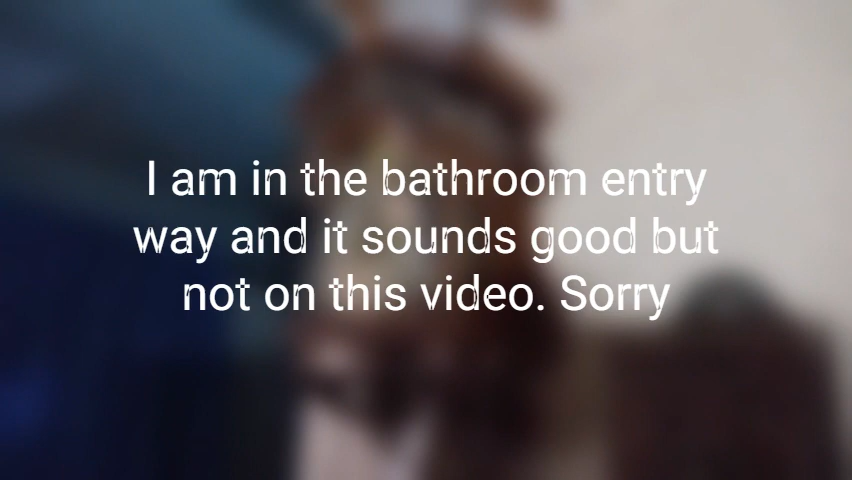 I am in the bathroom entry
way and it sounds good but
not on this video. Sorry